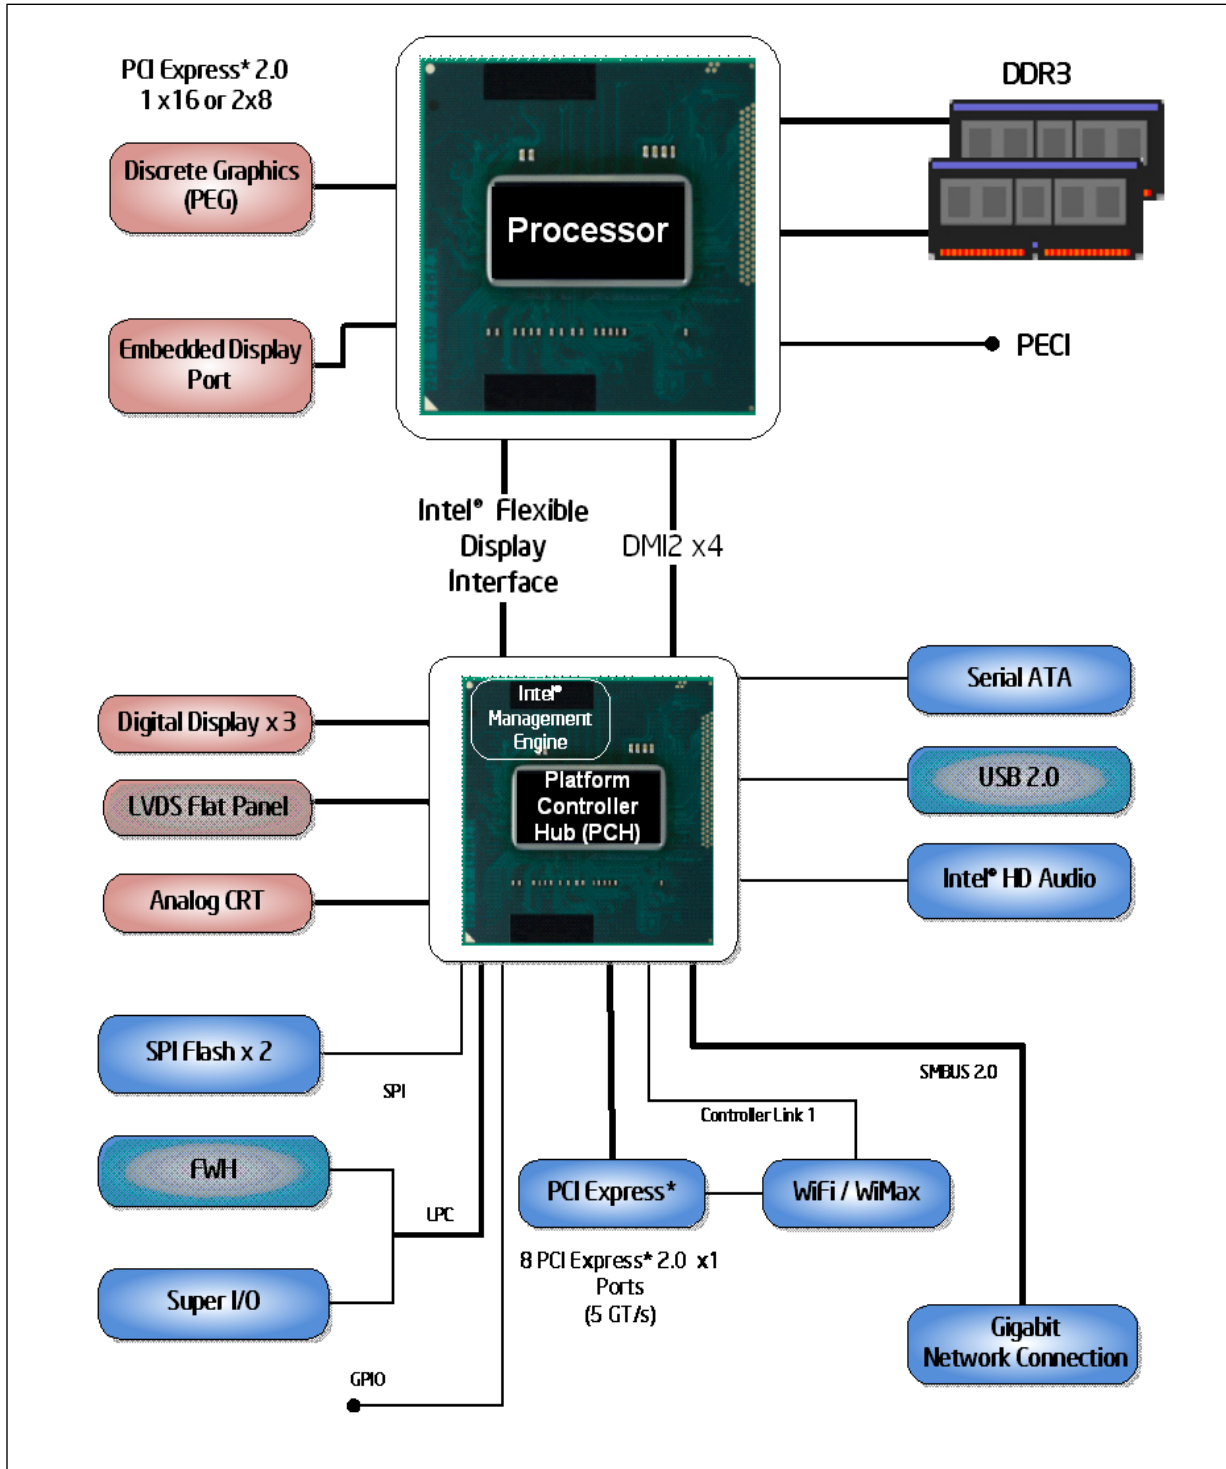 PCI Express* 2.0
1 x16 or 2x8
DDR3
Discrete Graphics
(PEG)
Processor
Embedded Display
Port
PECI
Intel® Flexible
Display
Interface
DMI2 x4
Intel®
Management
Engine
Platform
Controller
Hub (PCH)
Digital Display x 3
LVDS Flat Panel
Analog CRT
Serial ATA
USB 2.0
Intel® HD Audio
SPI Flash x 2
SPI
FWH
LPC
Super I/O
GPIO
SMBUS 2.0
Controller Link 1
PCI Express*
WiFi / WiMax
8 PCI Express* 2.0 x1
Ports
(5 GT/s)
Gigabit
Network Connection